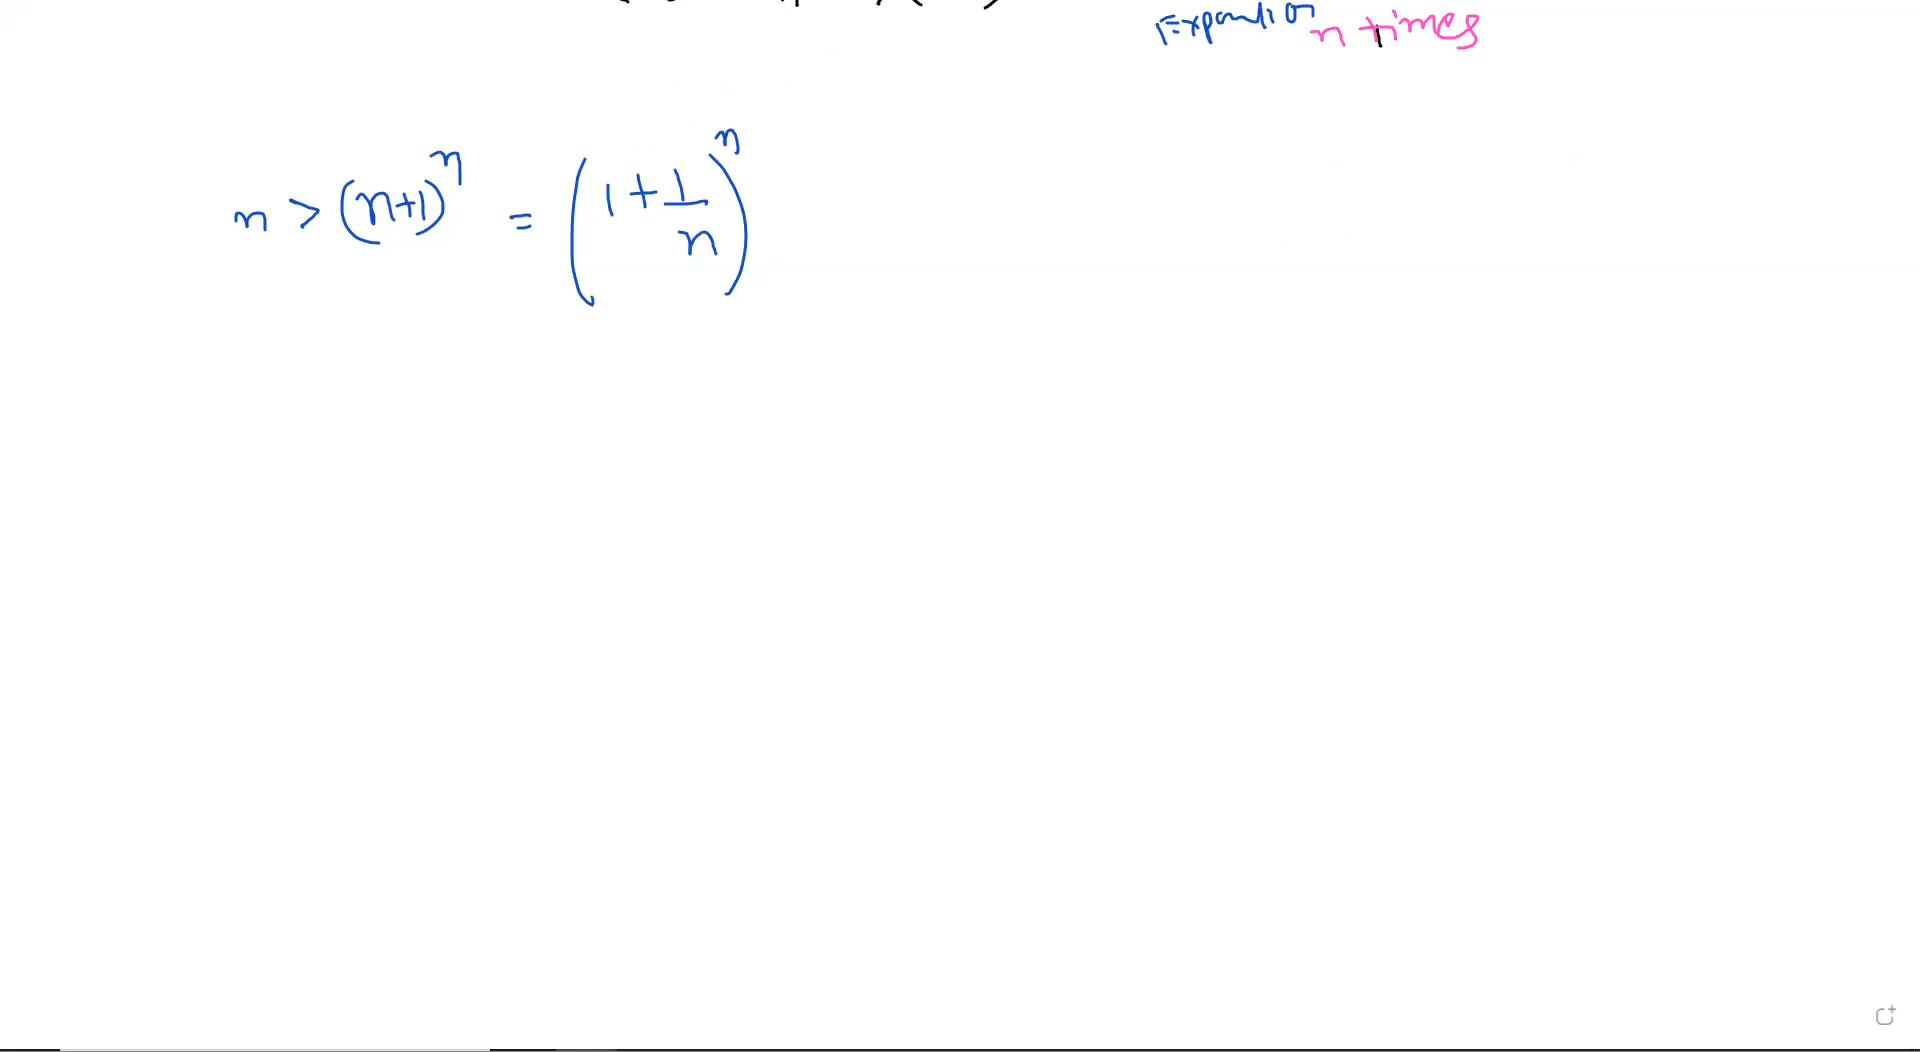 Expansion n times
n > (n+1)^n = (1 + 1/n)^n